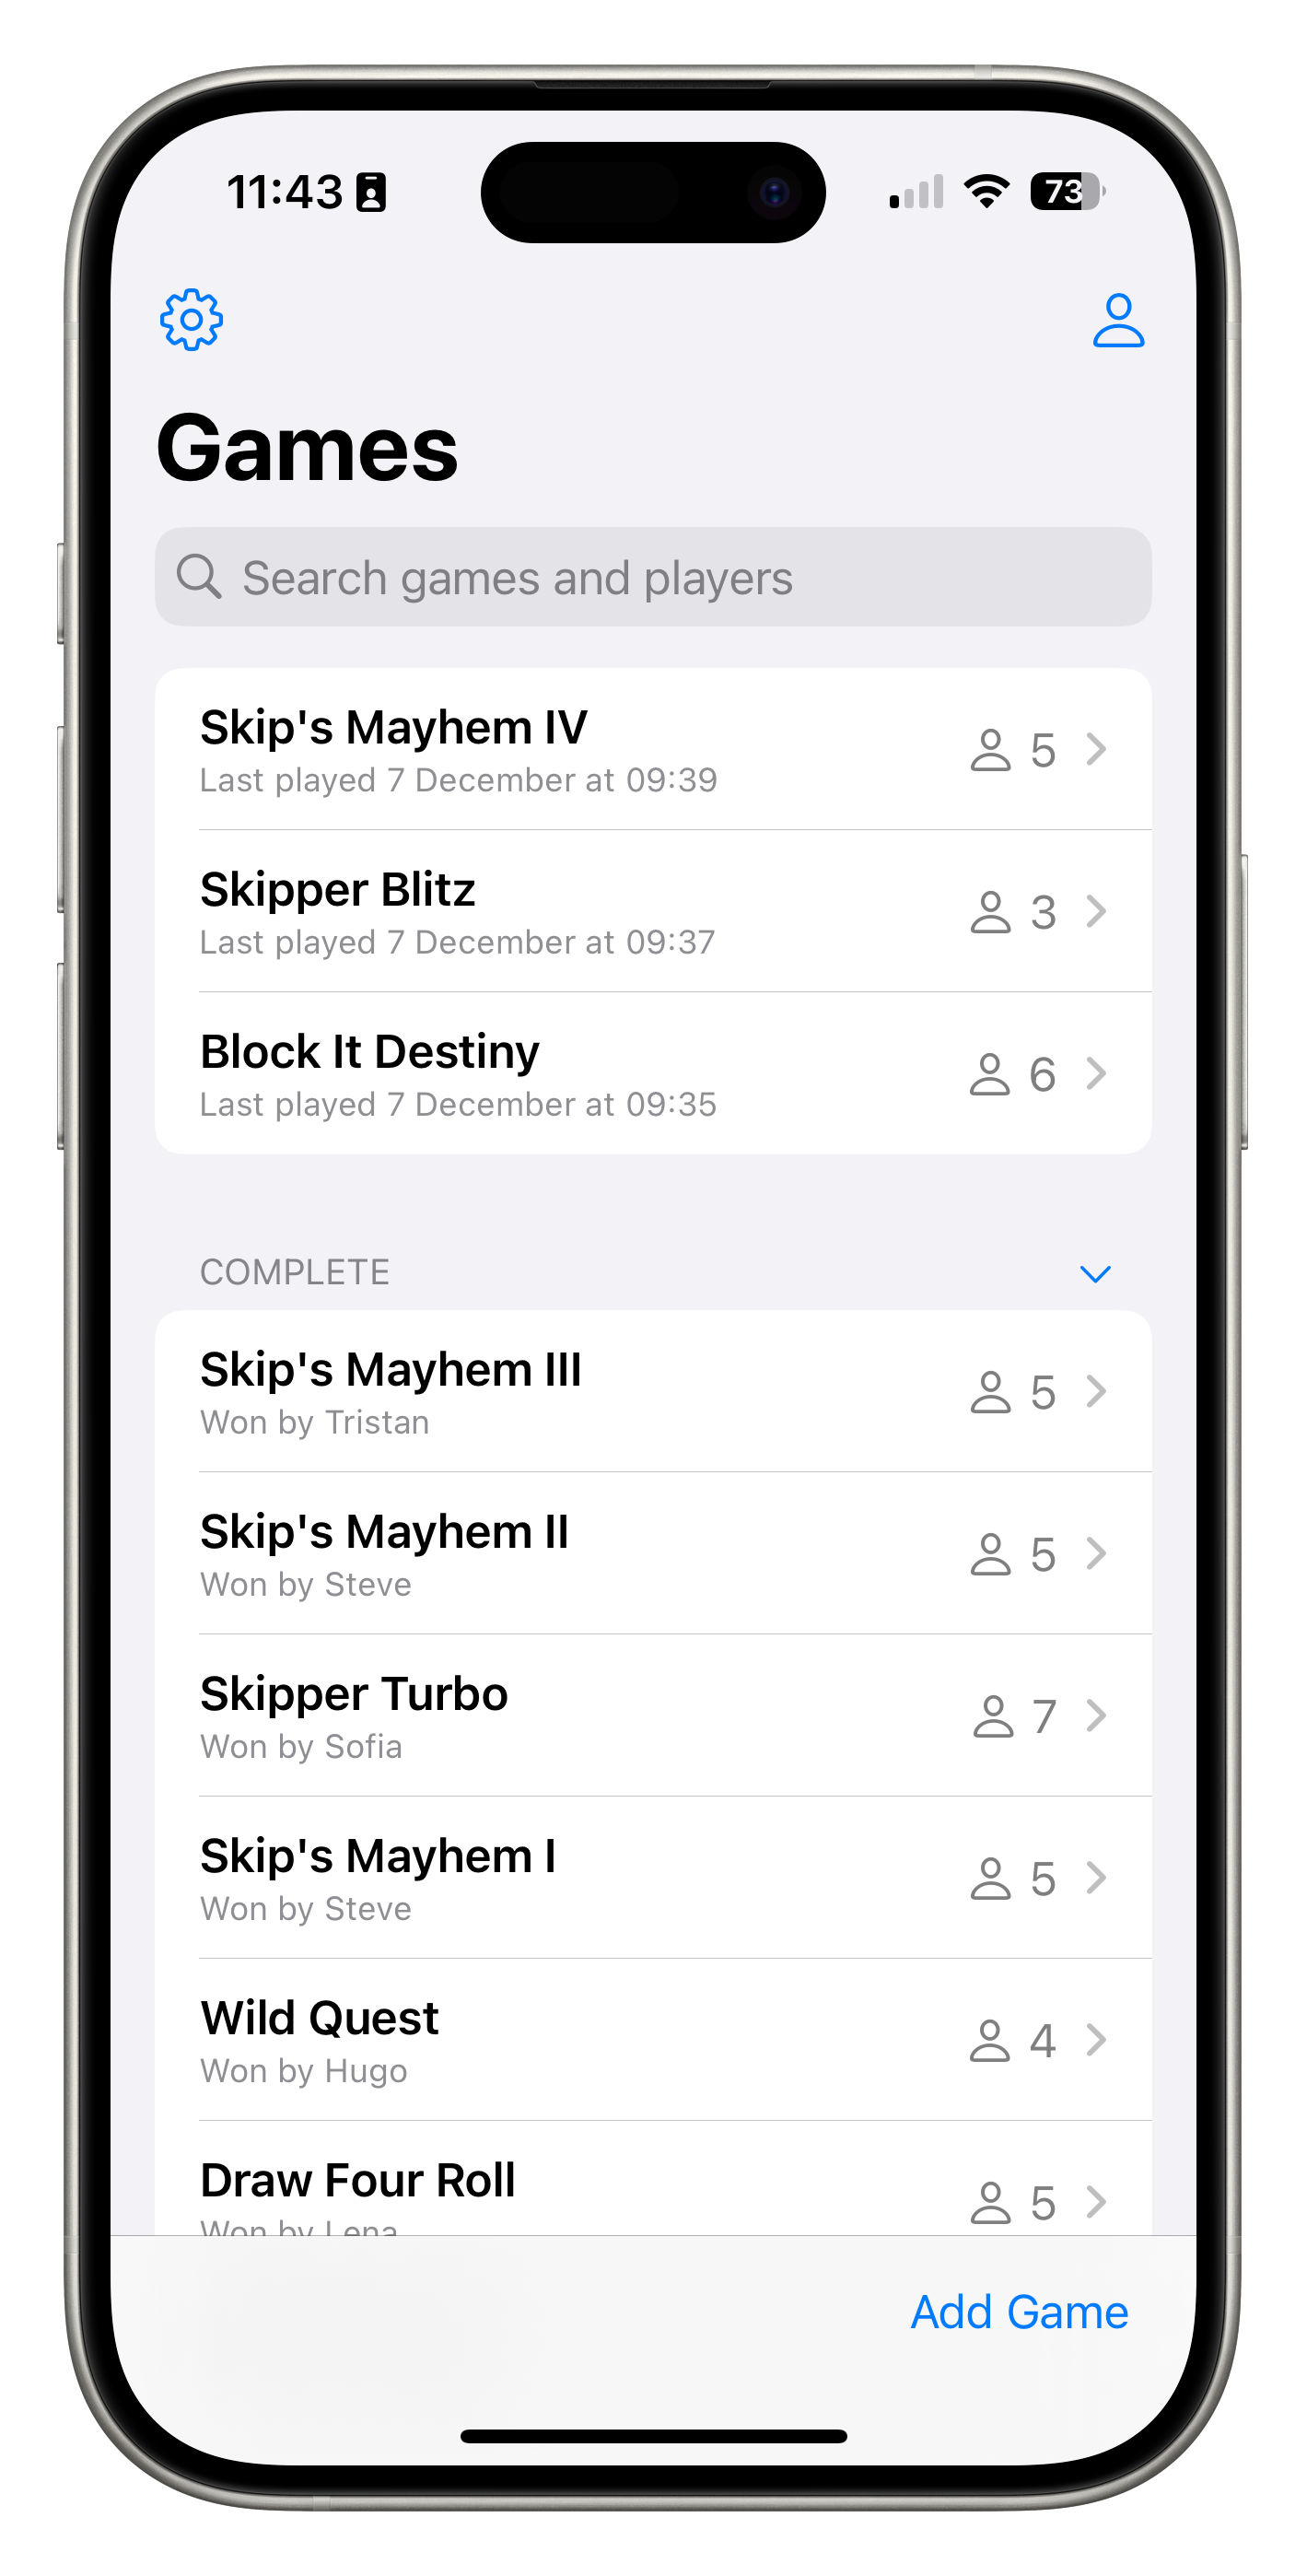 11:43
73
Games
Search games and players
Skip's Mayhem IV
Last played 7 December at 09:39
5
Skipper Blitz
Last played 7 December at 09:37
3
Block It Destiny
Last played 7 December at 09:35
6
COMPLETE
Skip's Mayhem III
Won by Tristan
5
Skip's Mayhem II
Won by Steve
5
Skipper Turbo
Won by Sofia
7
Skip's Mayhem I
Won by Steve
5
Wild Quest
Won by Hugo
4
Draw Four Roll
Won by Lena
5
Add Game